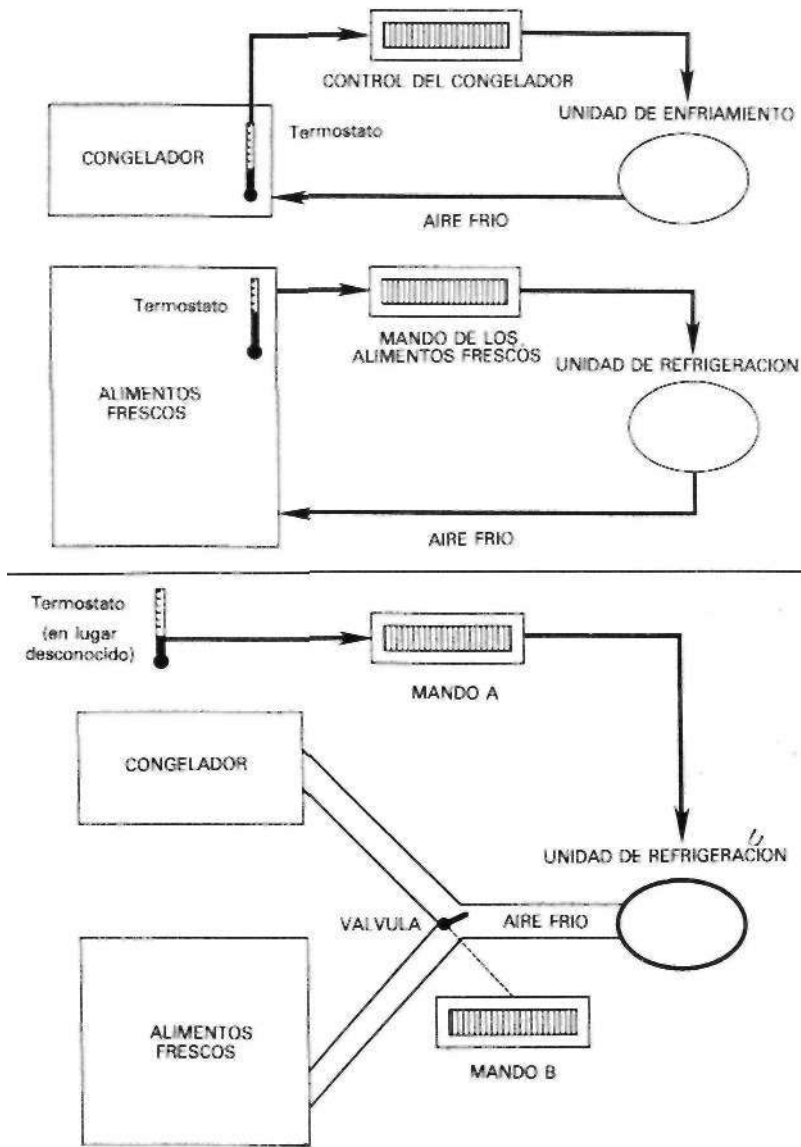 CONTROL DEL CONGELADOR
UNIDAD DE ENFRIAMIENTO
Termostato
CONGELADOR
AIRE FRIO
Termostato
MANDO DE LOS
ALIMENTOS FRESCOS
UNIDAD DE REFRIGERACION
ALIMENTOS
FRESCOS
AIRE FRIO
Termostato
(en lugar
desconocido)
MANDO A
CONGELADOR
UNIDAD DE REFRIGERACION
VALVULA
AIRE FRIO
ALIMENTOS
FRESCOS
MANDO B